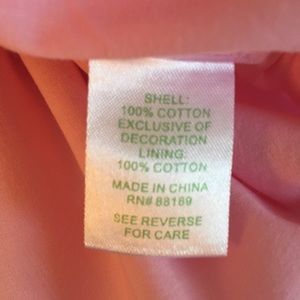 SHELL:
100% COTTON
EXCLUSIVE OF
DECORATION
LINING:
100% COTTON
MADE IN CHINA
RN# 88189
SEE REVERSE
FOR CARE